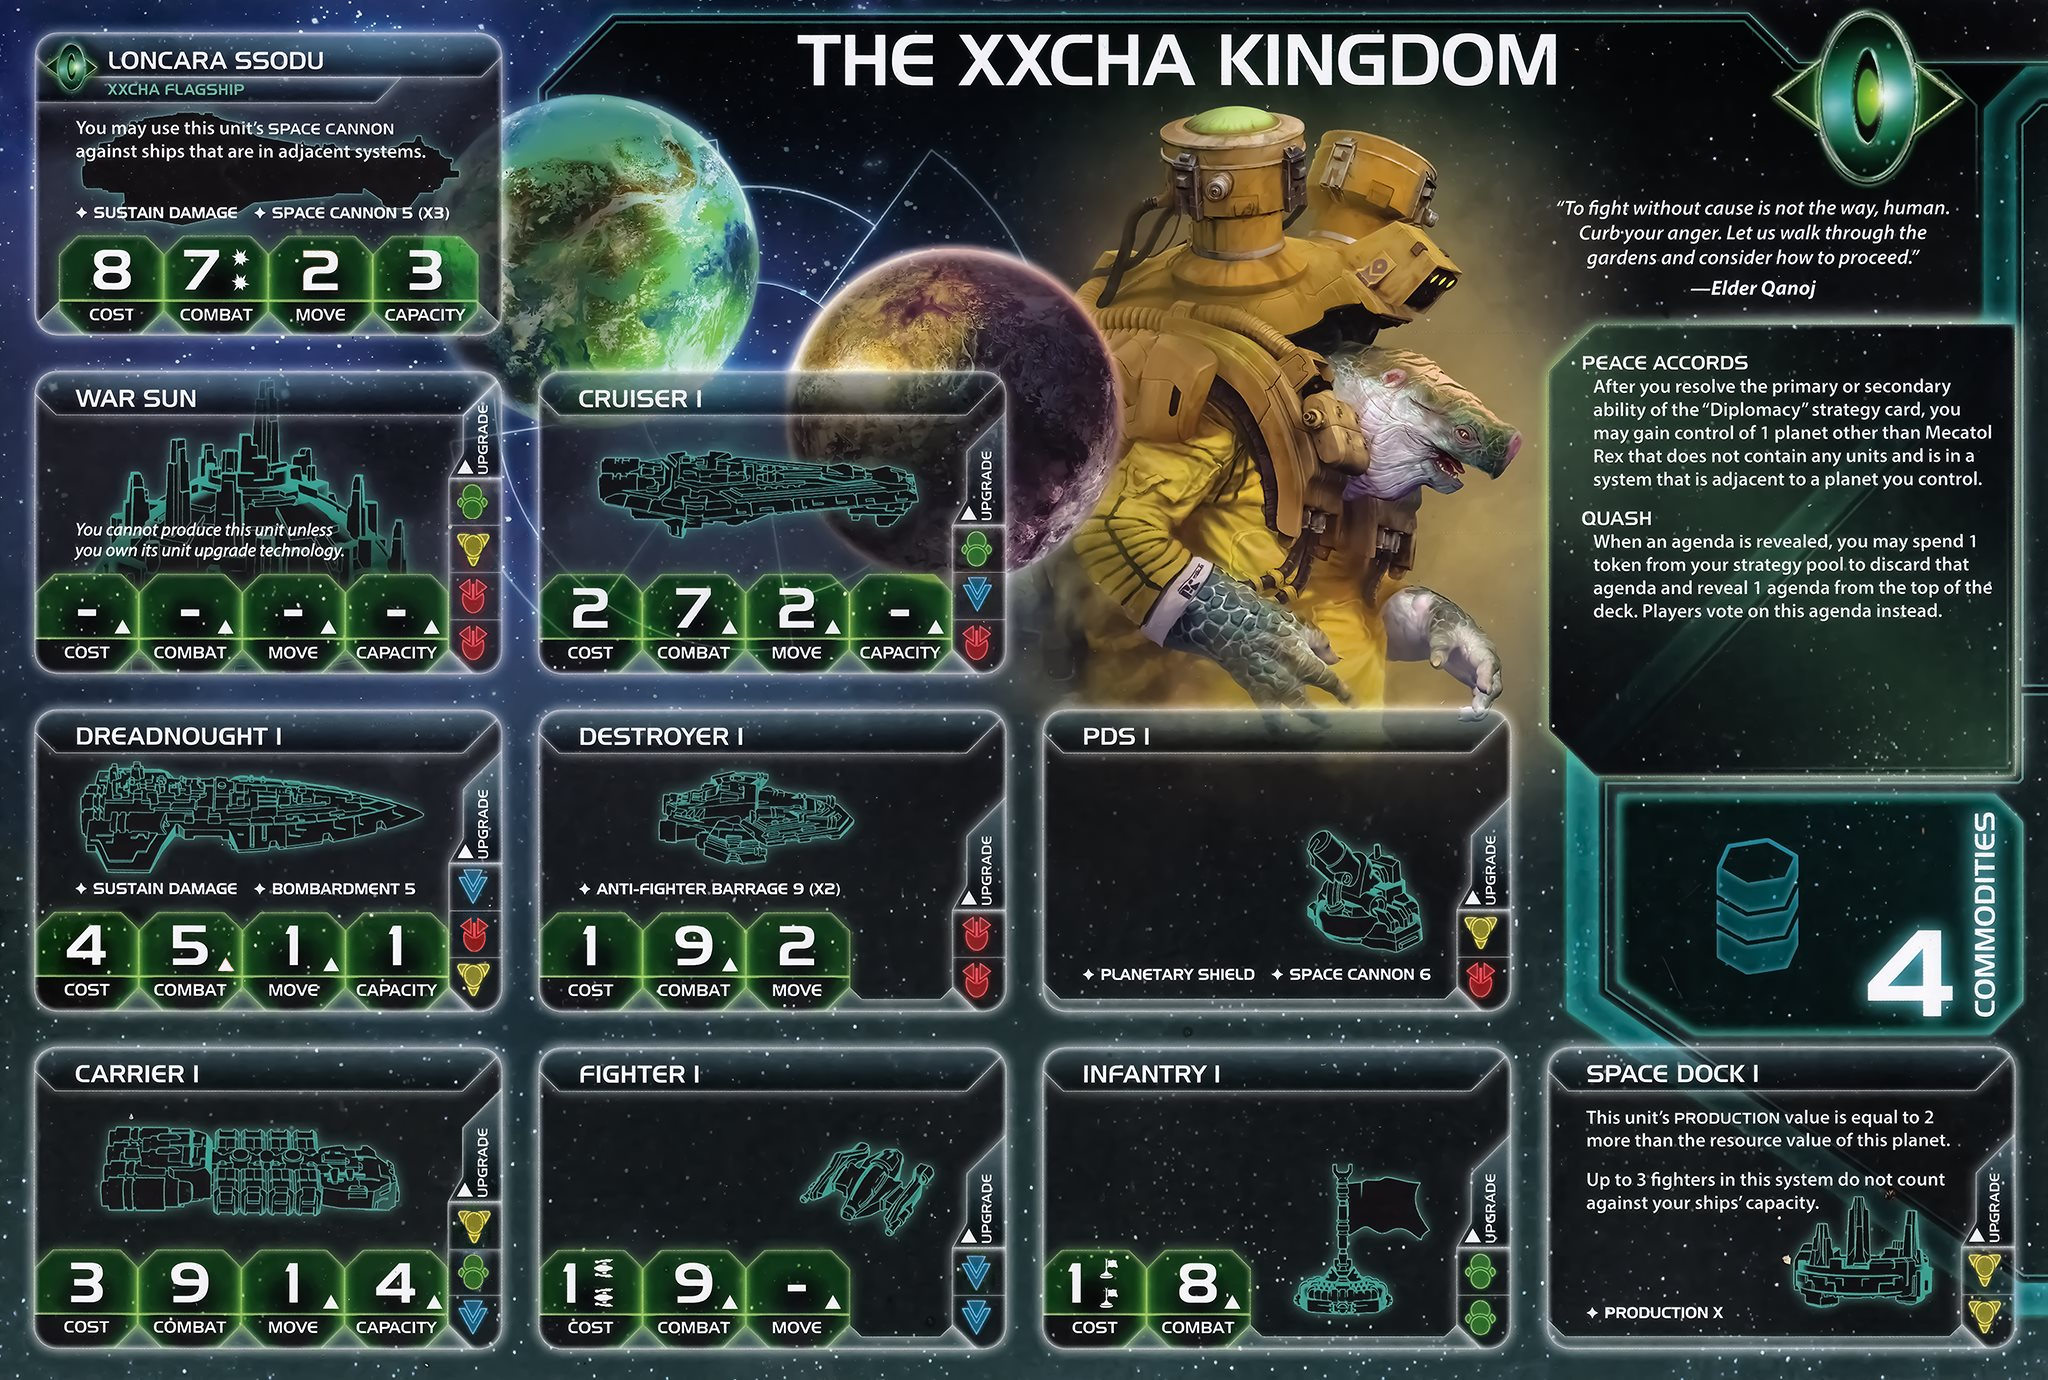 THE XXCHA KINGDOM
LONCARA SSODU
XXCHA FLAGSHIP
You may use this unit's SPACE CANNON
against ships that are in adjacent systems.
SUSTAIN DAMAGE SPACE CANNON 5 (X3)
8 7 2 3
COST COMBAT MOVE CAPACITY
"To fight without cause is not the way, human.
Curb your anger. Let us walk through the
gardens and consider how to proceed."
—Elder Qanoj
WAR SUN
UPGRADE
You cannot produce this unit unless
you own its unit upgrade technology.
- - - -
COST COMBAT MOVE CAPACITY
CRUISER I
UPGRADE
2 7 2 -
COST COMBAT MOVE CAPACITY
PEACE ACCORDS
After you resolve the primary or secondary
ability of the "Diplomacy" strategy card, you
may gain control of 1 planet other than Mecatol
Rex that does not contain any units and is in a
system that is adjacent to a planet you control.
QUASH
When an agenda is revealed, you may spend 1
token from your strategy pool to discard that
agenda and reveal 1 agenda from the top of the
deck. Players vote on this agenda instead.
DREADNOUGHT I
UPGRADE
SUSTAIN DAMAGE BOMBARDMENT 5
4 5 1 1
COST COMBAT MOVE CAPACITY
DESTROYER I
UPGRADE
ANTI-FIGHTER BARRAGE 9 (X2)
1 9 2
COST COMBAT MOVE
PDS I
UPGRADE
PLANETARY SHIELD SPACE CANNON 6
4
COMMODITIES
CARRIER I
UPGRADE
3 9 1 4
COST COMBAT MOVE CAPACITY
FIGHTER I
UPGRADE
1 9 -
COST COMBAT MOVE
INFANTRY I
UPGRADE
1 8
COST COMBAT
SPACE DOCK I
This unit's PRODUCTION value is equal to 2
more than the resource value of this planet.
Up to 3 fighters in this system do not count
against your ships' capacity.
UPGRADE
PRODUCTION X